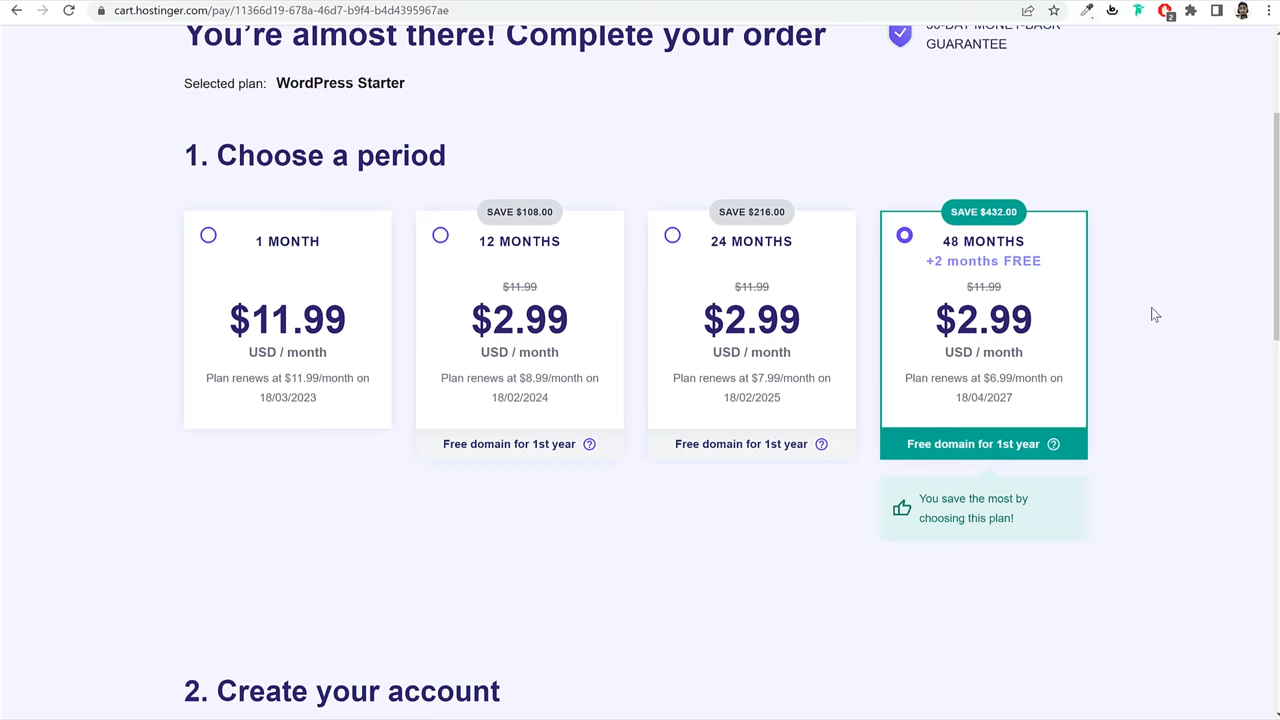 cart.hostinger.com/pay/11366d19-678a-46d7-b9f4-b4d4395967ae
2
You're almost there! Complete your order
GUARANTEE
Selected plan: WordPress Starter
1. Choose a period
1 MONTH
$11.99
USD / month
Plan renews at $11.99/month on
18/03/2023
SAVE $108.00
12 MONTHS
$11.99
$2.99
USD / month
Plan renews at $8.99/month on
18/02/2024
Free domain for 1st year
SAVE $216.00
24 MONTHS
$11.99
$2.99
USD / month
Plan renews at $7.99/month on
18/02/2025
Free domain for 1st year
SAVE $432.00
48 MONTHS
+2 months FREE
$11.99
$2.99
USD / month
Plan renews at $6.99/month on
18/04/2027
Free domain for 1st year
You save the most by
choosing this plan!
2. Create your account